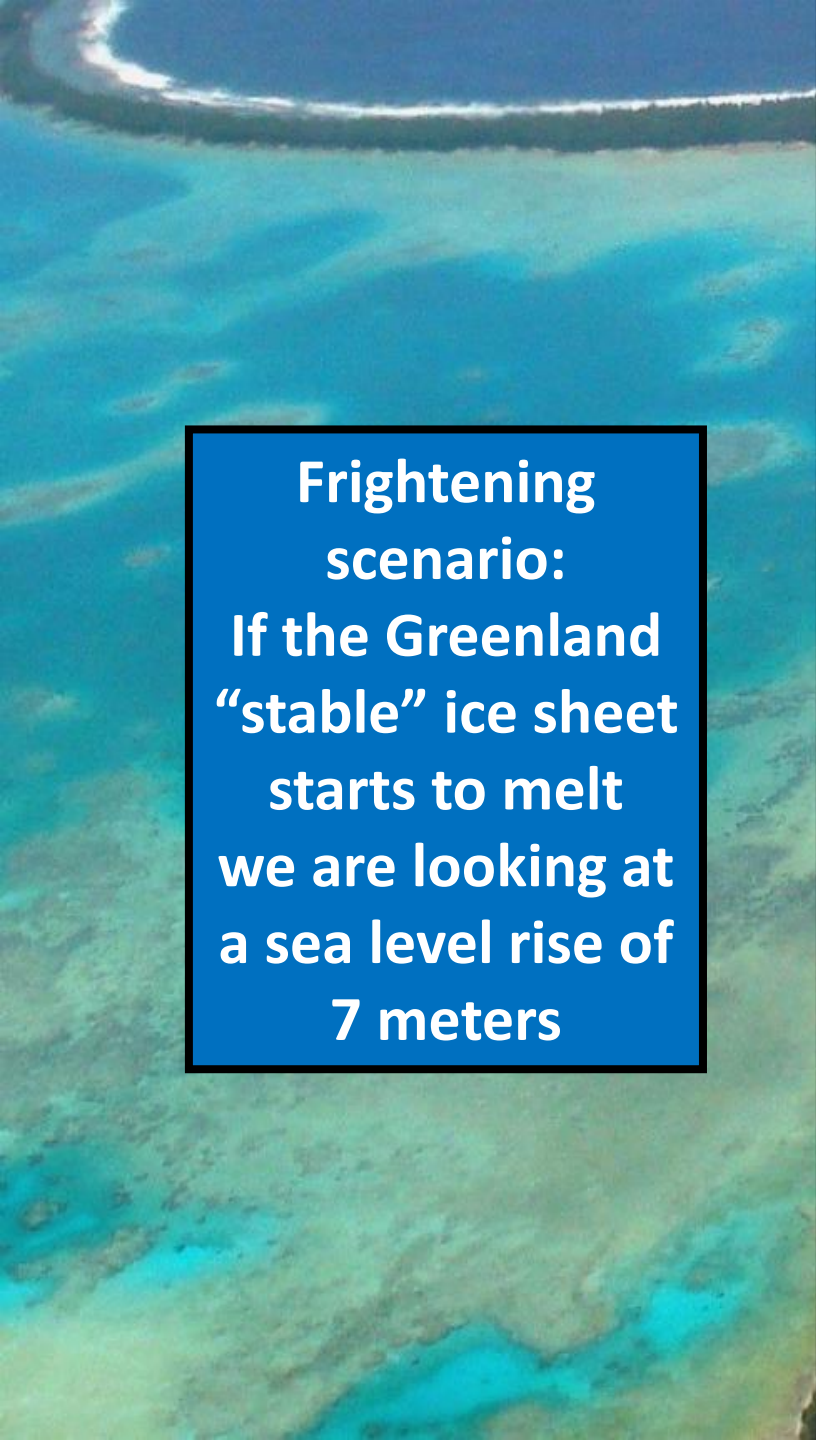 Frightening
scenario:
If the Greenland
“stable” ice sheet
starts to melt
we are looking at
a sea level rise of
7 meters